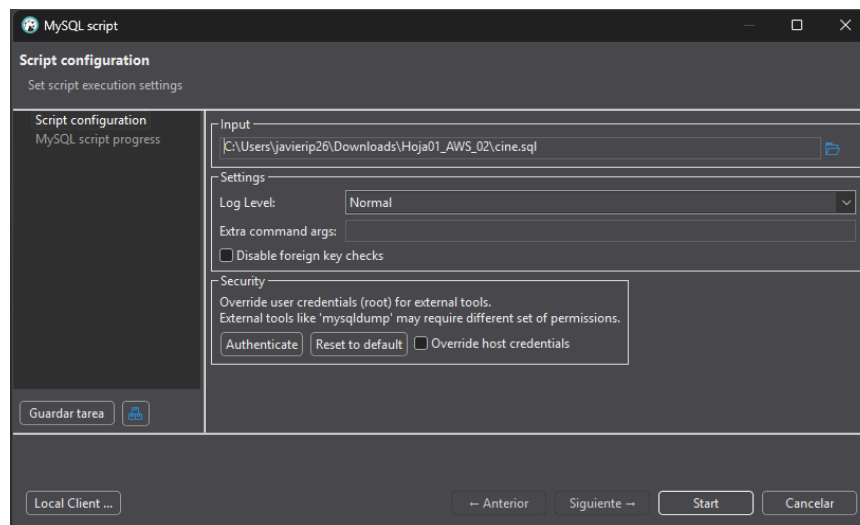 MySQL script
Script configuration
Set script execution settings
Script configuration
MySQL script progress
Input
C:\Users\javierip26\Downloads\Hoja01_AWS_02\cine.sql
Settings
Log Level: Normal
Extra command args:
Disable foreign key checks
Security
Override user credentials (root) for external tools.
External tools like 'mysqldump' may require different set of permissions.
Authenticate Reset to default Override host credentials
Guardar tarea
Local Client ... ← Anterior Siguiente → Start Cancelar